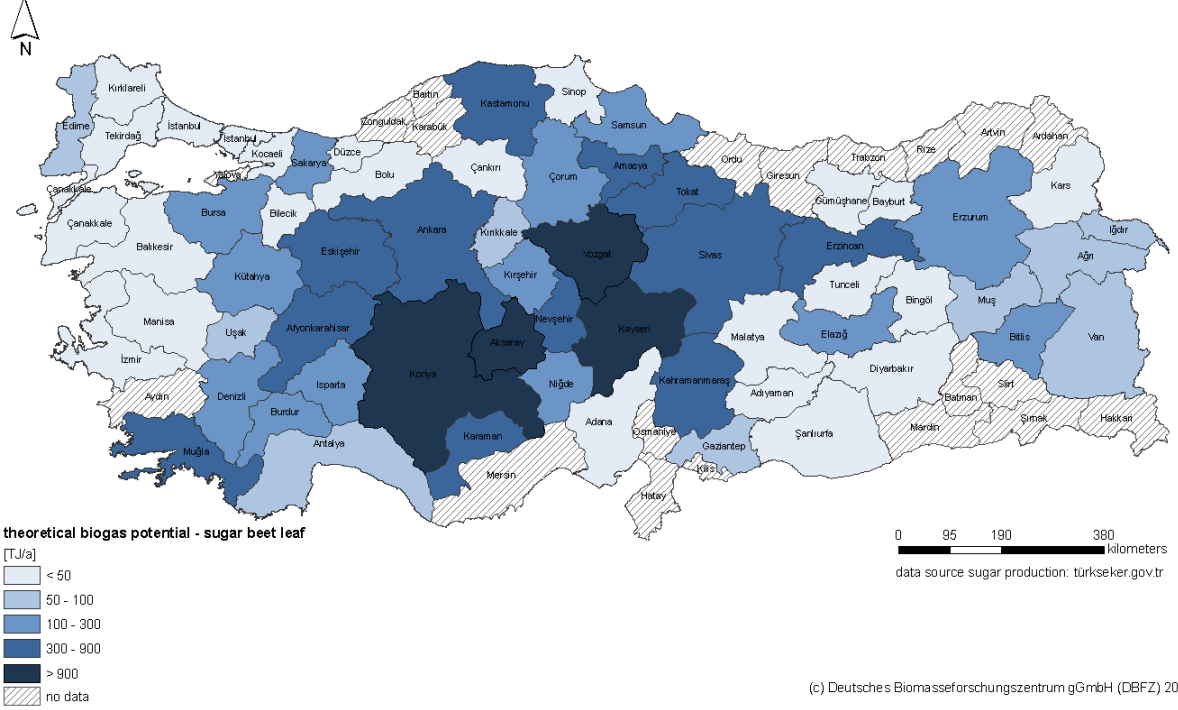 N
Kırklareli
Edirne
Tekirdağ
İstanbul
İstanbul
Kocaeli
Yalova
Sakarya
Düzce
Zonguldak
Bartın
Karabük
Kastamonu
Sinop
Samsun
Çankırı
Bolu
Çorum
Amasya
Tokat
Ordu
Giresun
Trabzon
Rize
Artvin
Ardahan
Kars
Gümüşhane
Bayburt
Erzurum
Iğdır
Ağrı
Çanakkale
Çanakkale
Balıkesir
Bursa
Bilecik
Eskişehir
Ankara
Kırıkkale
Yozgat
Sivas
Erzincan
Kütahya
Kırşehir
Tunceli
Bingöl
Muş
Manisa
Uşak
Afyonkarahisar
Nevşehir
Kayseri
Malatya
Elazığ
Bitlis
Van
İzmir
Konya
Aksaray
Niğde
Kahramanmaraş
Adıyaman
Diyarbakır
Batman
Siirt
Aydın
Denizli
Isparta
Burdur
Karaman
Adana
Osmaniye
Gaziantep
Şanlıurfa
Mardin
Şırnak
Hakkari
Muğla
Antalya
Mersin
Kilis
Hatay
theoretical biogas potential - sugar beet leaf
[TJ/a]
< 50
50 - 100
100 - 300
300 - 900
> 900
no data
0 95 190 380
kilometers
data source sugar production: türkseker.gov.tr
(c) Deutsches Biomasseforschungszentrum gGmbH (DBFZ) 20